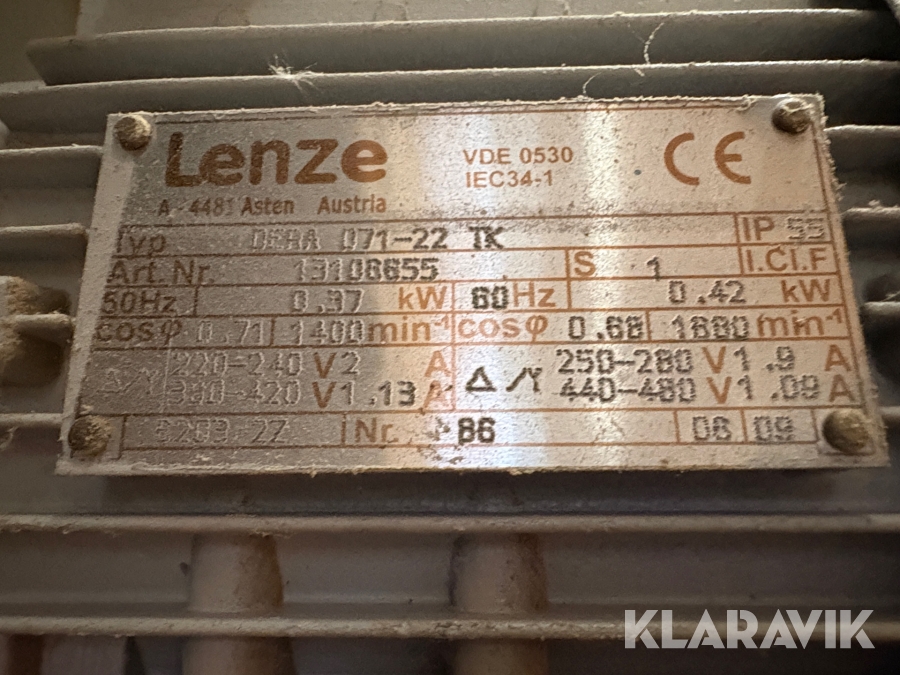 Lenze
VDE 0530
IEC34-1
CE
A - 4481 Asten Austria
Typ DERA 071-22 TK IP 55
Art.Nr. 13106655 S 1 I.Cl.F
50Hz 0.37 kW 60Hz 0.42 kW
cosφ 0.71 1400 min-1 cosφ 0.68 1680 min-1
220-240 V 2 A 250-280 V 1.9 A
Δ/Y 380-420 V 1.13 A Δ/Y 440-480 V 1.09 A
6203-2Z Nr. 86 06 09
KLARAVIK